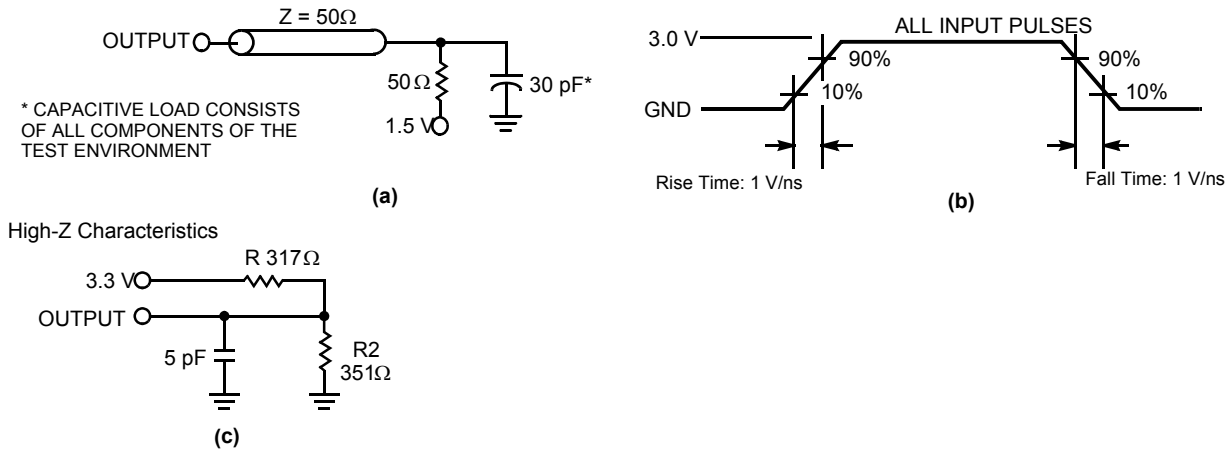 Z = 50Ω
OUTPUT
50Ω
30 pF*
1.5 V
* CAPACITIVE LOAD CONSISTS
OF ALL COMPONENTS OF THE
TEST ENVIRONMENT
(a)
ALL INPUT PULSES
3.0 V
90%
90%
10%
10%
GND
Rise Time: 1 V/ns
Fall Time: 1 V/ns
(b)
High-Z Characteristics
R 317Ω
3.3 V
OUTPUT
5 pF
R2
351Ω
(c)